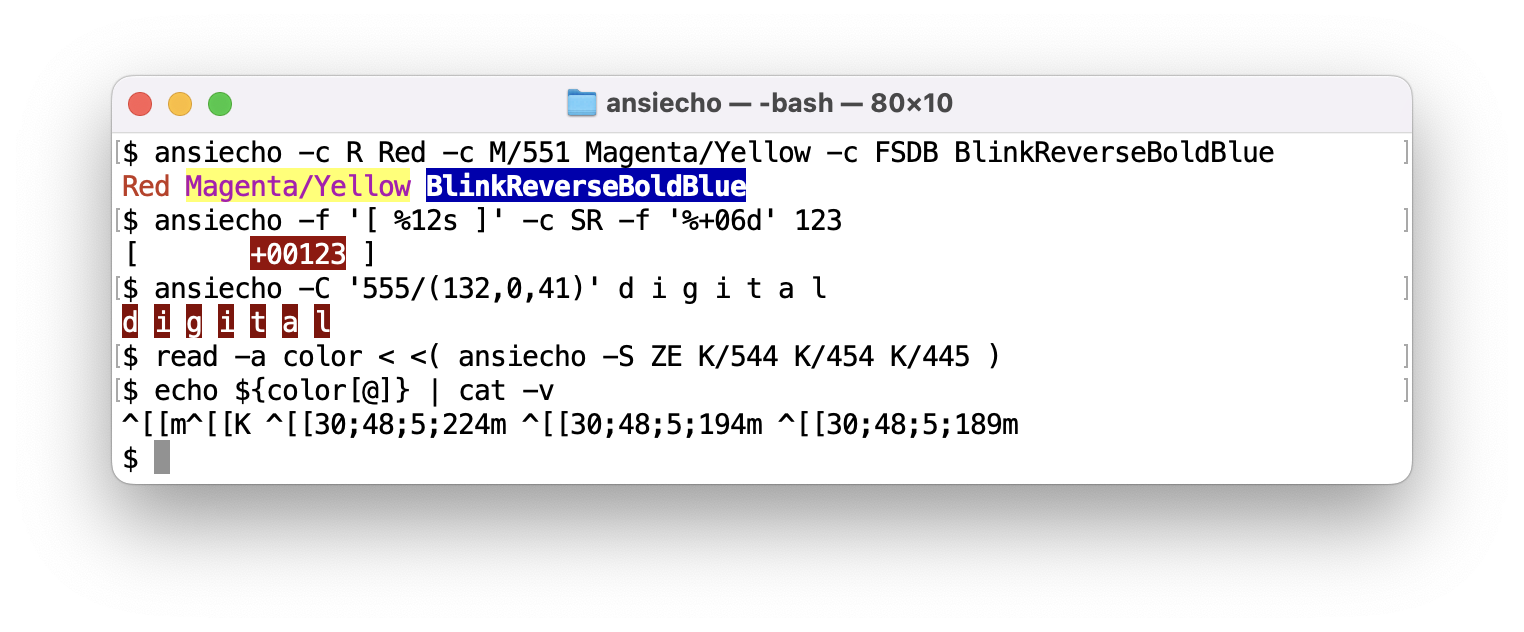 ansiecho — -bash — 80×10
[$ ansiecho -c R Red -c M/551 Magenta/Yellow -c FSDB BlinkReverseBoldBlue ]
Red Magenta/Yellow BlinkReverseBoldBlue
[$ ansiecho -f '[ %12s ]' -c SR -f '%+06d' 123 ]
[       +00123 ]
[$ ansiecho -C '555/(132,0,41)' d i g i t a l ]
d i g i t a l
[$ read -a color < <( ansiecho -S ZE K/544 K/454 K/445 ) ]
[$ echo ${color[@]} | cat -v ]
^[[m^[[K ^[[30;48;5;224m ^[[30;48;5;194m ^[[30;48;5;189m
$